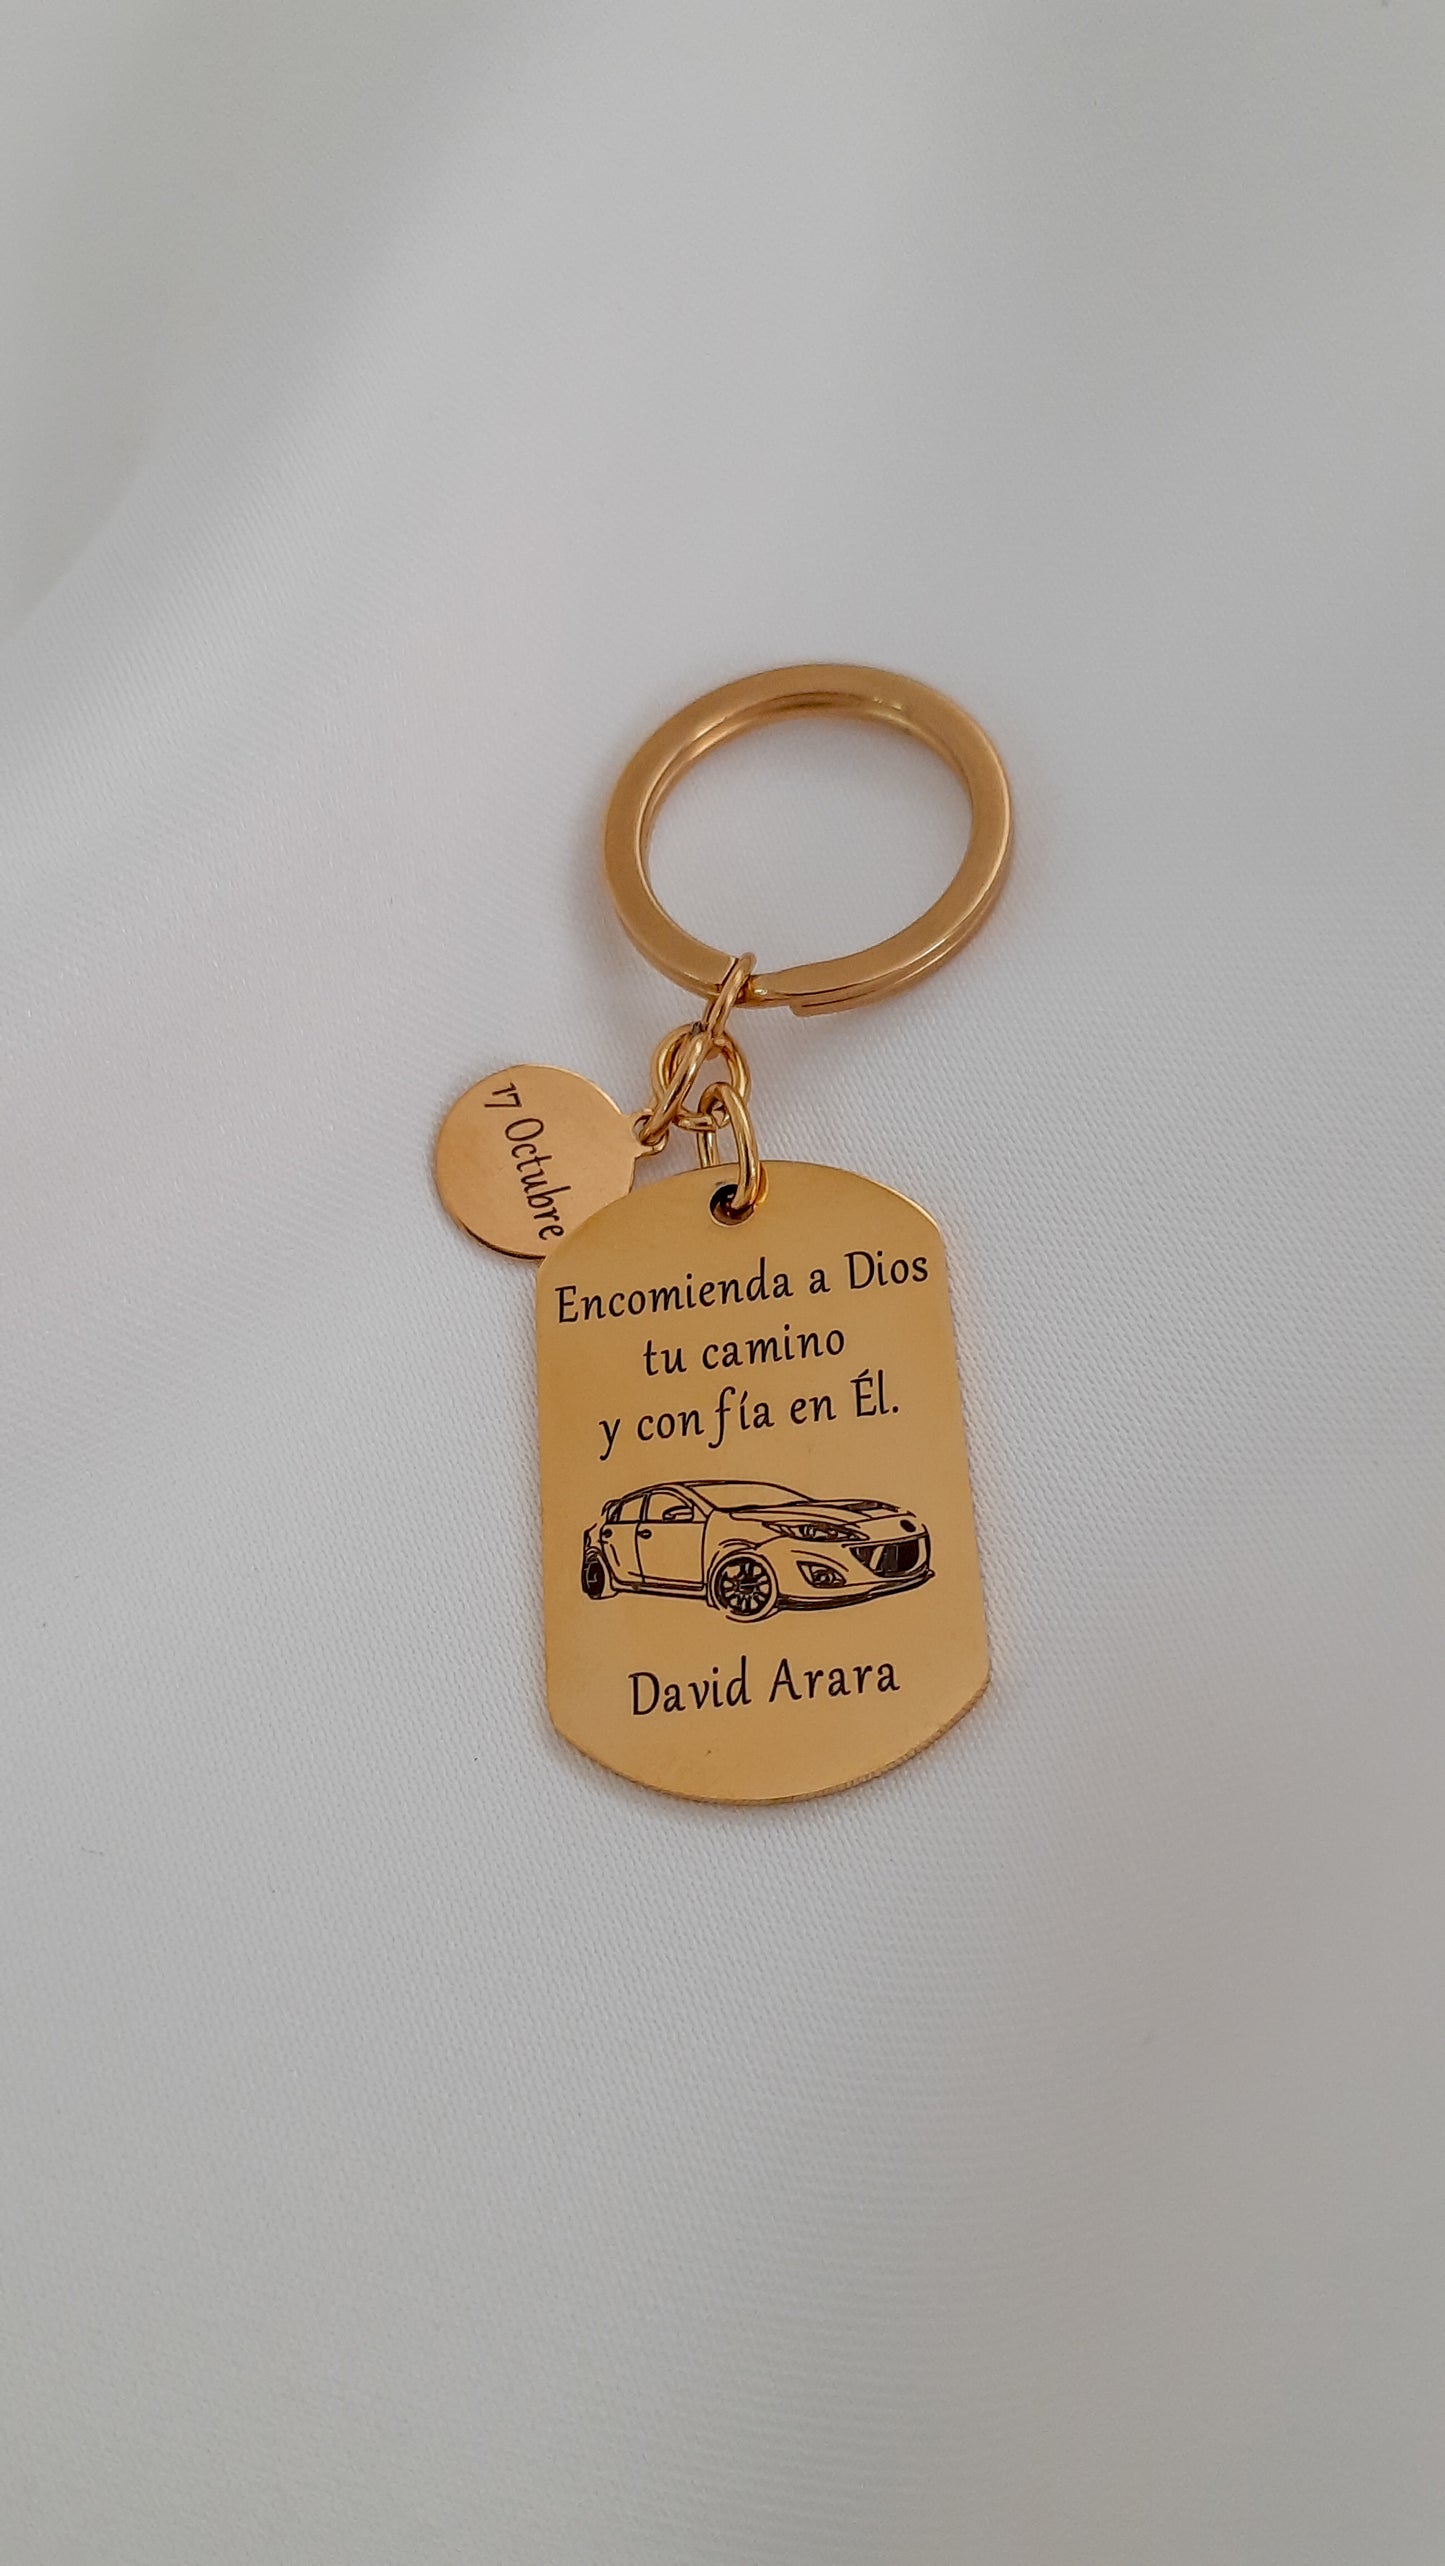 17 Octubre
Encomienda a Dios
tu camino
y confía en Él.
David Arara